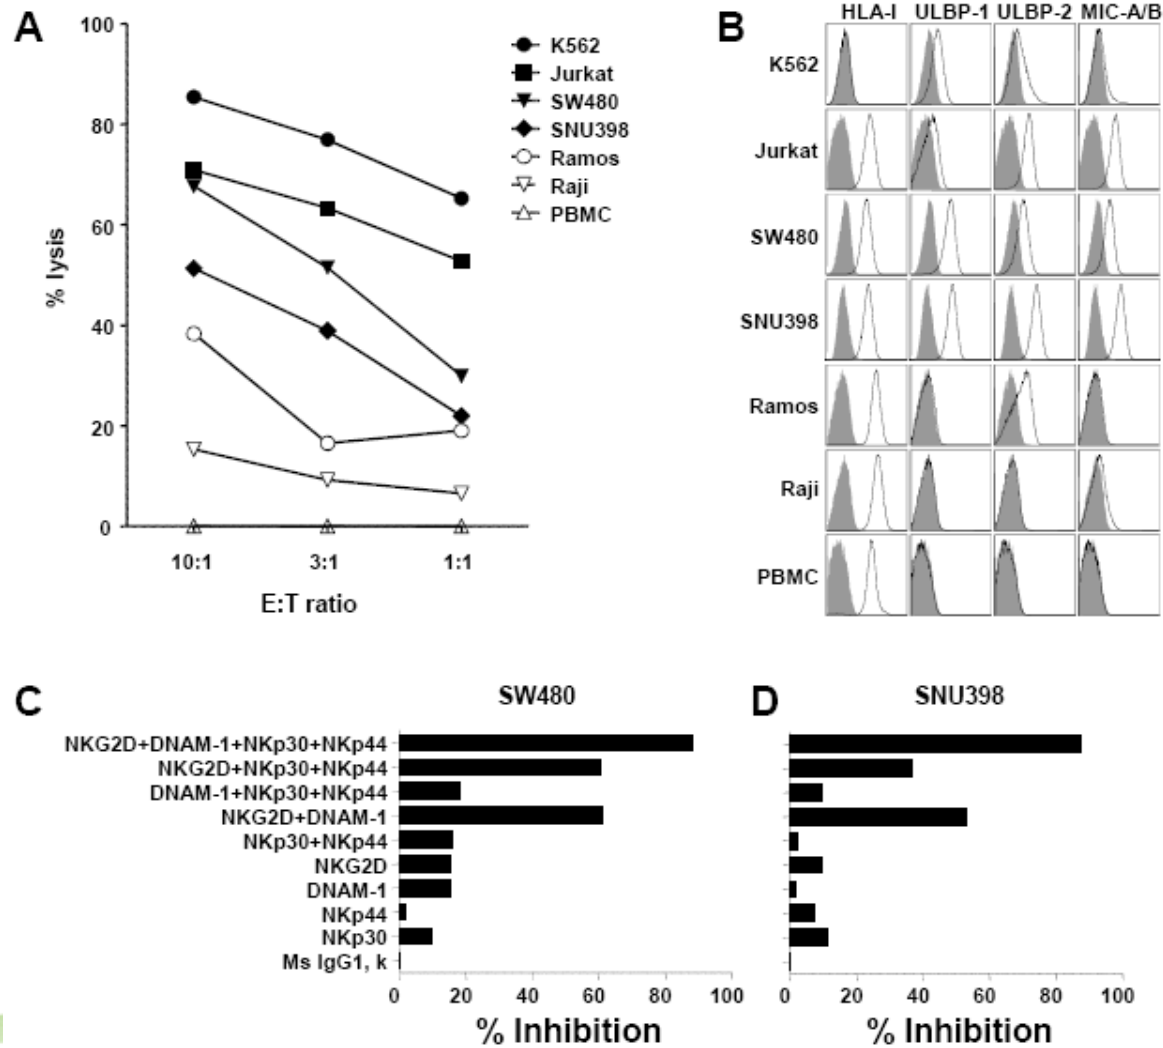 A
100
80
60
40
20
0
% lysis
10:1
3:1
1:1
E:T ratio
K562
Jurkat
SW480
SNU398
Ramos
Raji
PBMC
B
HLA-I ULBP-1 ULBP-2 MIC-A/B
K562
Jurkat
SW480
SNU398
Ramos
Raji
PBMC
C
SW480
NKG2D+DNAM-1+NKp30+NKp44
NKG2D+NKp30+NKp44
DNAM-1+NKp30+NKp44
NKG2D+DNAM-1
NKp30+NKp44
NKG2D
DNAM-1
NKp44
NKp30
Ms IgG1, k
0 20 40 60 80 100
% Inhibition
D
SNU398
0 20 40 60 80 100
% Inhibition